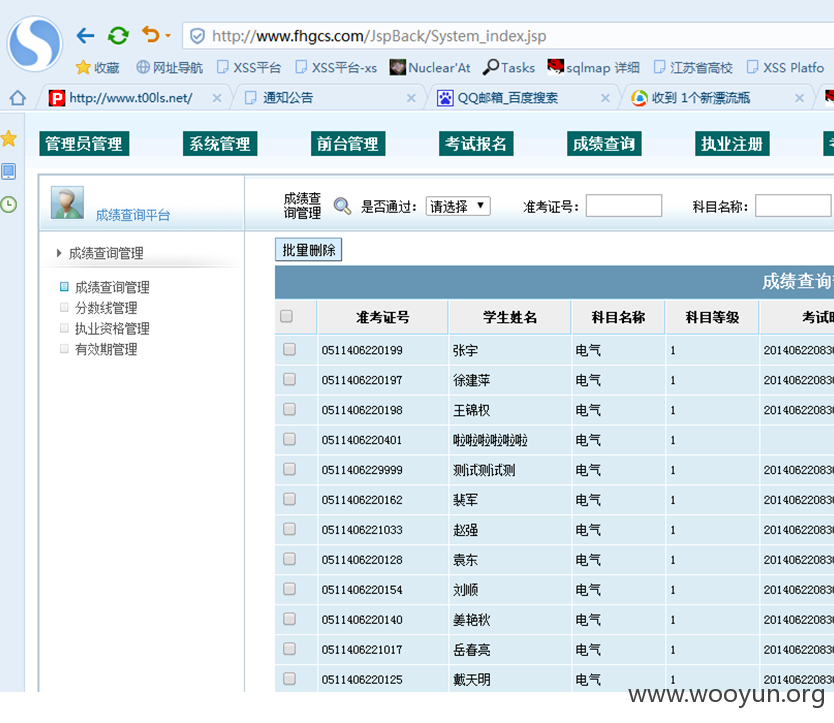 http://www.fhgcs.com/JspBack/System_index.jsp
收藏 网址导航 XSS平台 XSS平台-xs Nuclear'At Tasks sqlmap 详细 江苏省高校 XSS Platfo
http://www.t00ls.net/ × 通知公告 × QQ邮箱_百度搜索 × 收到 1个新漂流瓶 ×
管理员管理 系统管理 前台管理 考试报名 成绩查询 执业注册
成绩查询平台
成绩查询管理 是否通过： 请选择 准考证号： 科目名称：
成绩查询管理
成绩查询管理
分数线管理
执业资格管理
有效期管理
批量删除
成绩查询
准考证号 学生姓名 科目名称 科目等级 考试时
0511406220199 张宇 电气 1 201406220830
0511406220197 徐建萍 电气 1 201406220830
0511406220198 王锦权 电气 1 201406220830
0511406220401 啦啦啦啦啦啦 电气 1
0511406229999 测试测试测 电气 1 201406220830
0511406220162 裴军 电气 1 201406220830
0511406221033 赵强 电气 1 201406220830
0511406220128 袁东 电气 1 201406220830
0511406220154 刘顺 电气 1 201406220830
0511406220140 姜艳秋 电气 1 201406220830
0511406221017 岳春亮 电气 1 201406220830
0511406220125 戴天明 电气 1 201406220830
www.wooyun.org